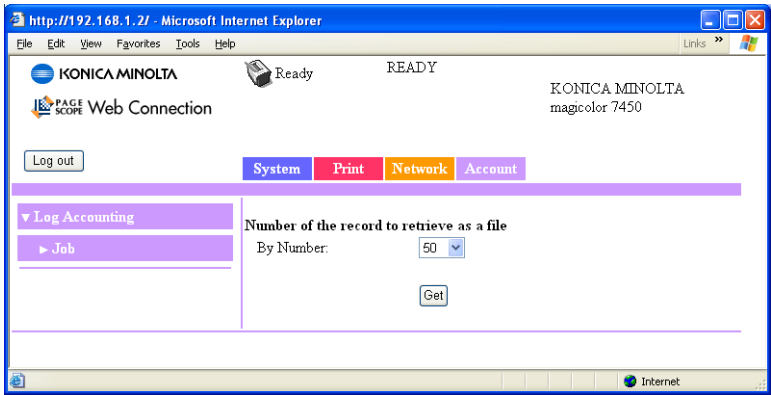 http://192.168.1.2/ - Microsoft Internet Explorer
File Edit View Favorites Tools Help Links »
KONICA MINOLTA
Ready
READY
KONICA MINOLTA
magicolor 7450
PAGE SCOPE Web Connection
Log out
System Print Network Account
▼ Log Accounting
► Job
Number of the record to retrieve as a file
By Number: 50
Get
Internet